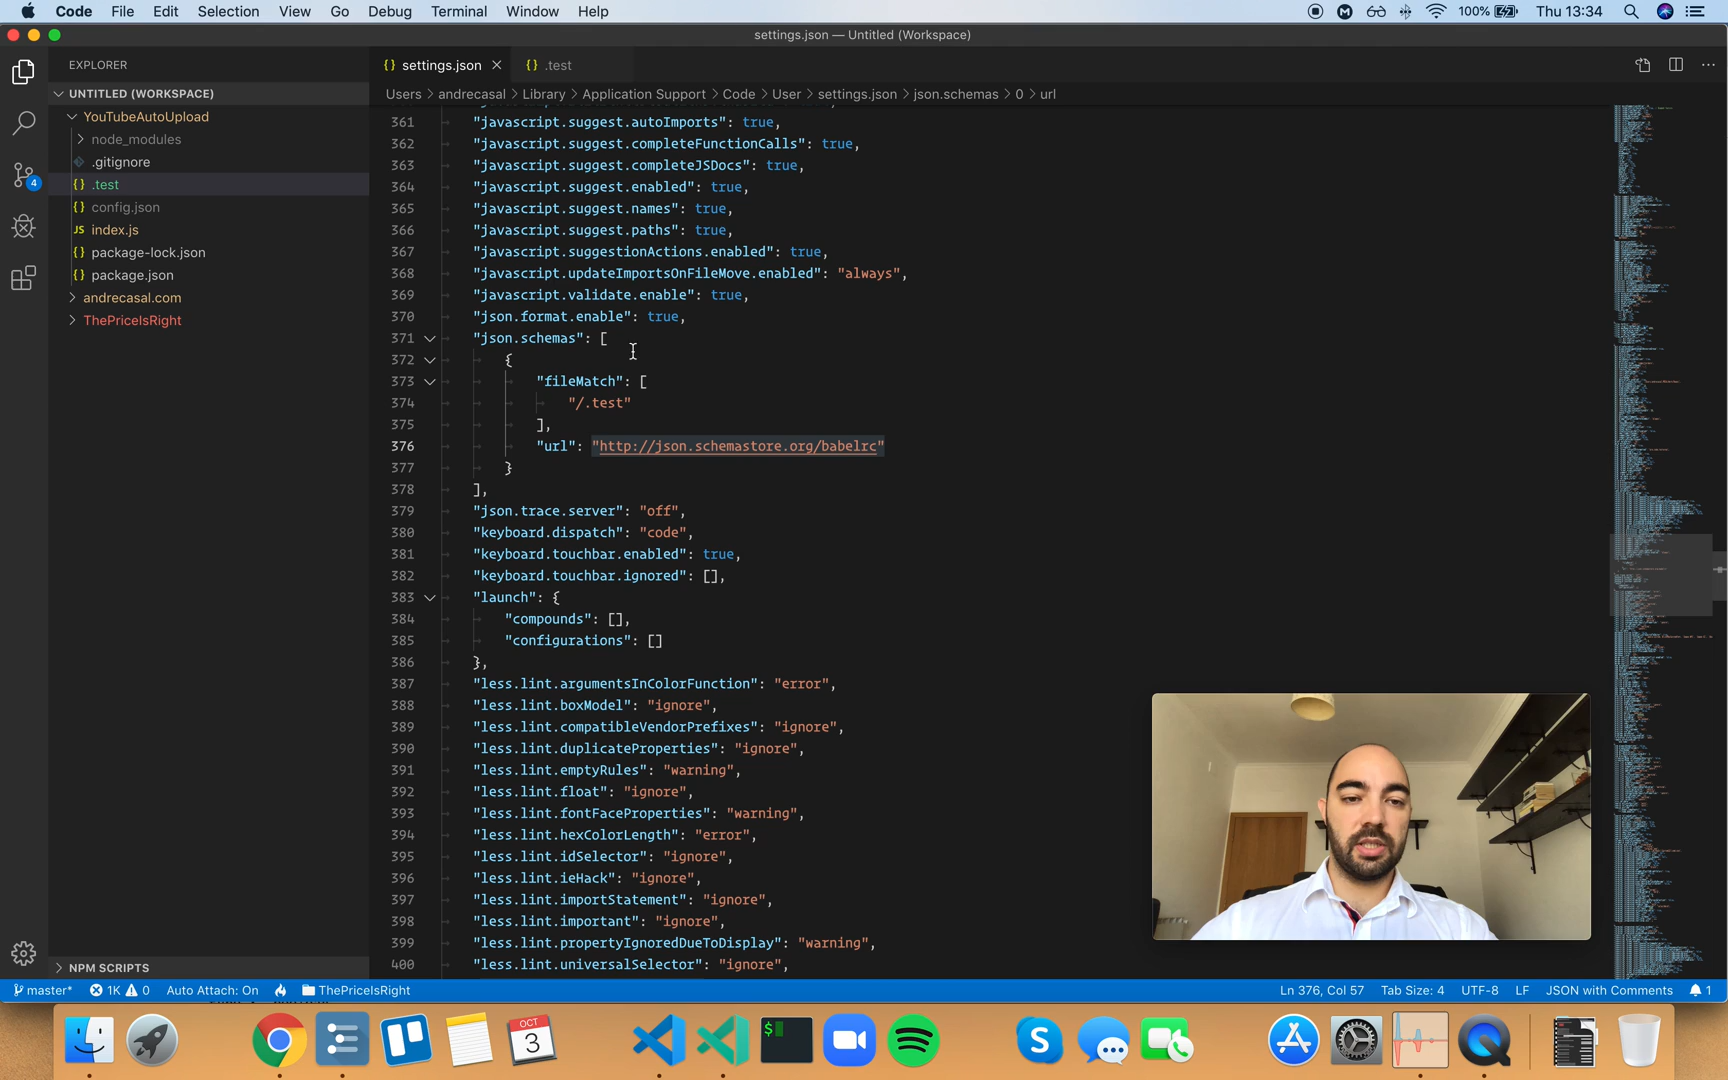 Code File Edit Selection View Go Debug Terminal Window Help 100% Thu 13:34
settings.json — Untitled (Workspace)
EXPLORER
settings.json
.test
UNTITLED (WORKSPACE)
Users > andrecasal > Library > Application Support > Code > User > settings.json > json.schemas > 0 > url
YouTubeAutoUpload
node_modules
.gitignore
.test
config.json
index.js
package-lock.json
package.json
andrecasal.com
ThePriceIsRight
4
361 "javascript.suggest.autoImports": true,
362 "javascript.suggest.completeFunctionCalls": true,
363 "javascript.suggest.completeJSDocs": true,
364 "javascript.suggest.enabled": true,
365 "javascript.suggest.names": true,
366 "javascript.suggest.paths": true,
367 "javascript.suggestionActions.enabled": true,
368 "javascript.updateImportsOnFileMove.enabled": "always",
369 "javascript.validate.enable": true,
370 "json.format.enable": true,
371 "json.schemas": [
372 {
373 "fileMatch": [
374 "/.test"
375 ],
376 "url": "http://json.schemastore.org/babelrc"
377 }
378 ],
379 "json.trace.server": "off",
380 "keyboard.dispatch": "code",
381 "keyboard.touchbar.enabled": true,
382 "keyboard.touchbar.ignored": [],
383 "launch": {
384 "compounds": [],
385 "configurations": []
386 },
387 "less.lint.argumentsInColorFunction": "error",
388 "less.lint.boxModel": "ignore",
389 "less.lint.compatibleVendorPrefixes": "ignore",
390 "less.lint.duplicateProperties": "ignore",
391 "less.lint.emptyRules": "warning",
392 "less.lint.float": "ignore",
393 "less.lint.fontFaceProperties": "warning",
394 "less.lint.hexColorLength": "error",
395 "less.lint.idSelector": "ignore",
396 "less.lint.ieHack": "ignore",
397 "less.lint.importStatement": "ignore",
398 "less.lint.important": "ignore",
399 "less.lint.propertyIgnoredDueToDisplay": "warning",
400 "less.lint.universalSelector": "ignore",
NPM SCRIPTS
master* 1K 0 Auto Attach: On ThePriceIsRight Ln 376, Col 57 Tab Size: 4 UTF-8 LF JSON with Comments 1
OCT
3